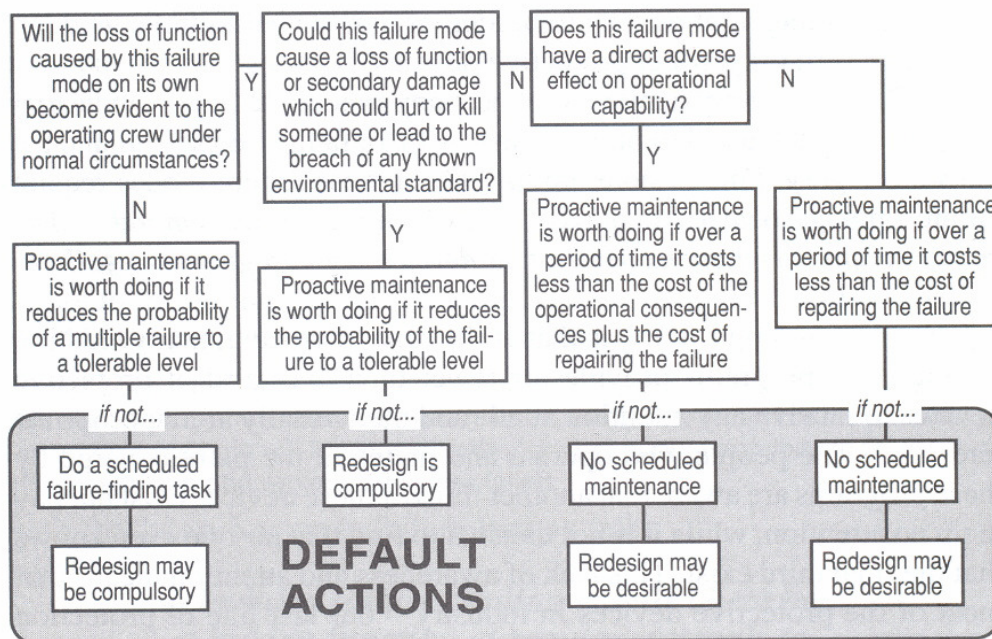 Will the loss of function
caused by this failure
mode on its own
become evident to the
operating crew under
normal circumstances?
Y
Could this failure mode
cause a loss of function
or secondary damage
which could hurt or kill
someone or lead to the
breach of any known
environmental standard?
N
Does this failure mode
have a direct adverse
effect on operational
capability?
N
N
Y
Y
Proactive maintenance
is worth doing if it
reduces the probability
of a multiple failure to
a tolerable level
Proactive maintenance
is worth doing if it reduces
the probability of the fail-
ure to a tolerable level
Proactive maintenance
is worth doing if over a
period of time it costs
less than the cost of the
operational consequen-
ces plus the cost of
repairing the failure
Proactive maintenance
is worth doing if over a
period of time it costs
less than the cost of
repairing the failure
if not...
if not...
if not...
if not...
Do a scheduled
failure-finding task
Redesign is
compulsory
No scheduled
maintenance
No scheduled
maintenance
Redesign may
be compulsory
DEFAULT
ACTIONS
Redesign may
be desirable
Redesign may
be desirable